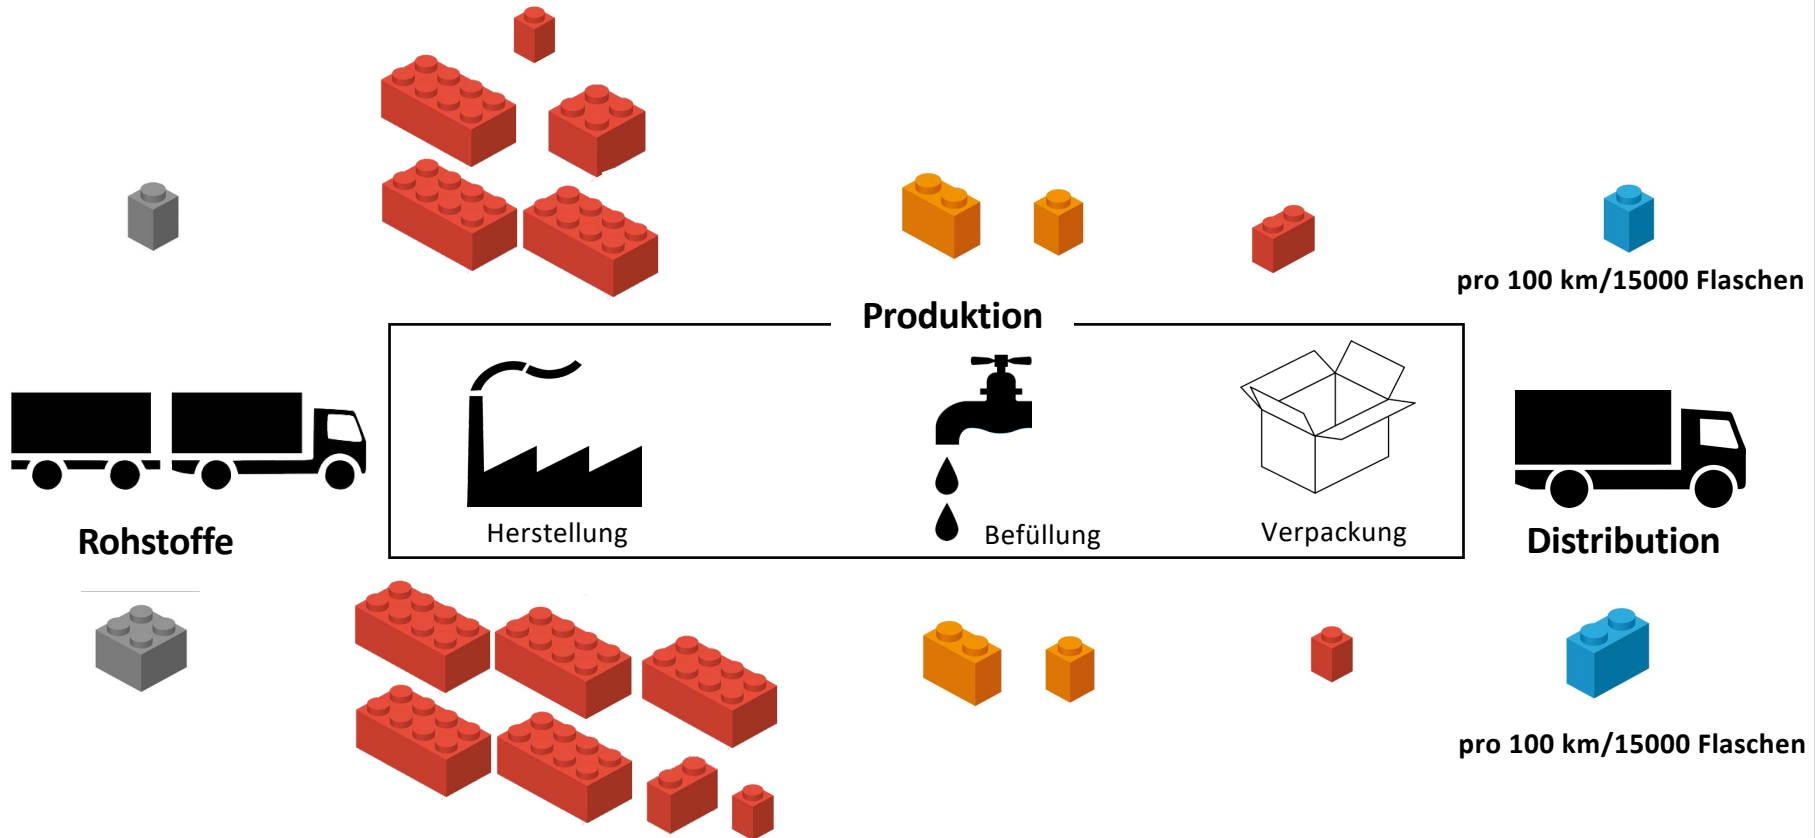 pro 100 km/15000 Flaschen
Produktion
Herstellung
Befüllung
Verpackung
Rohstoffe
Distribution
pro 100 km/15000 Flaschen